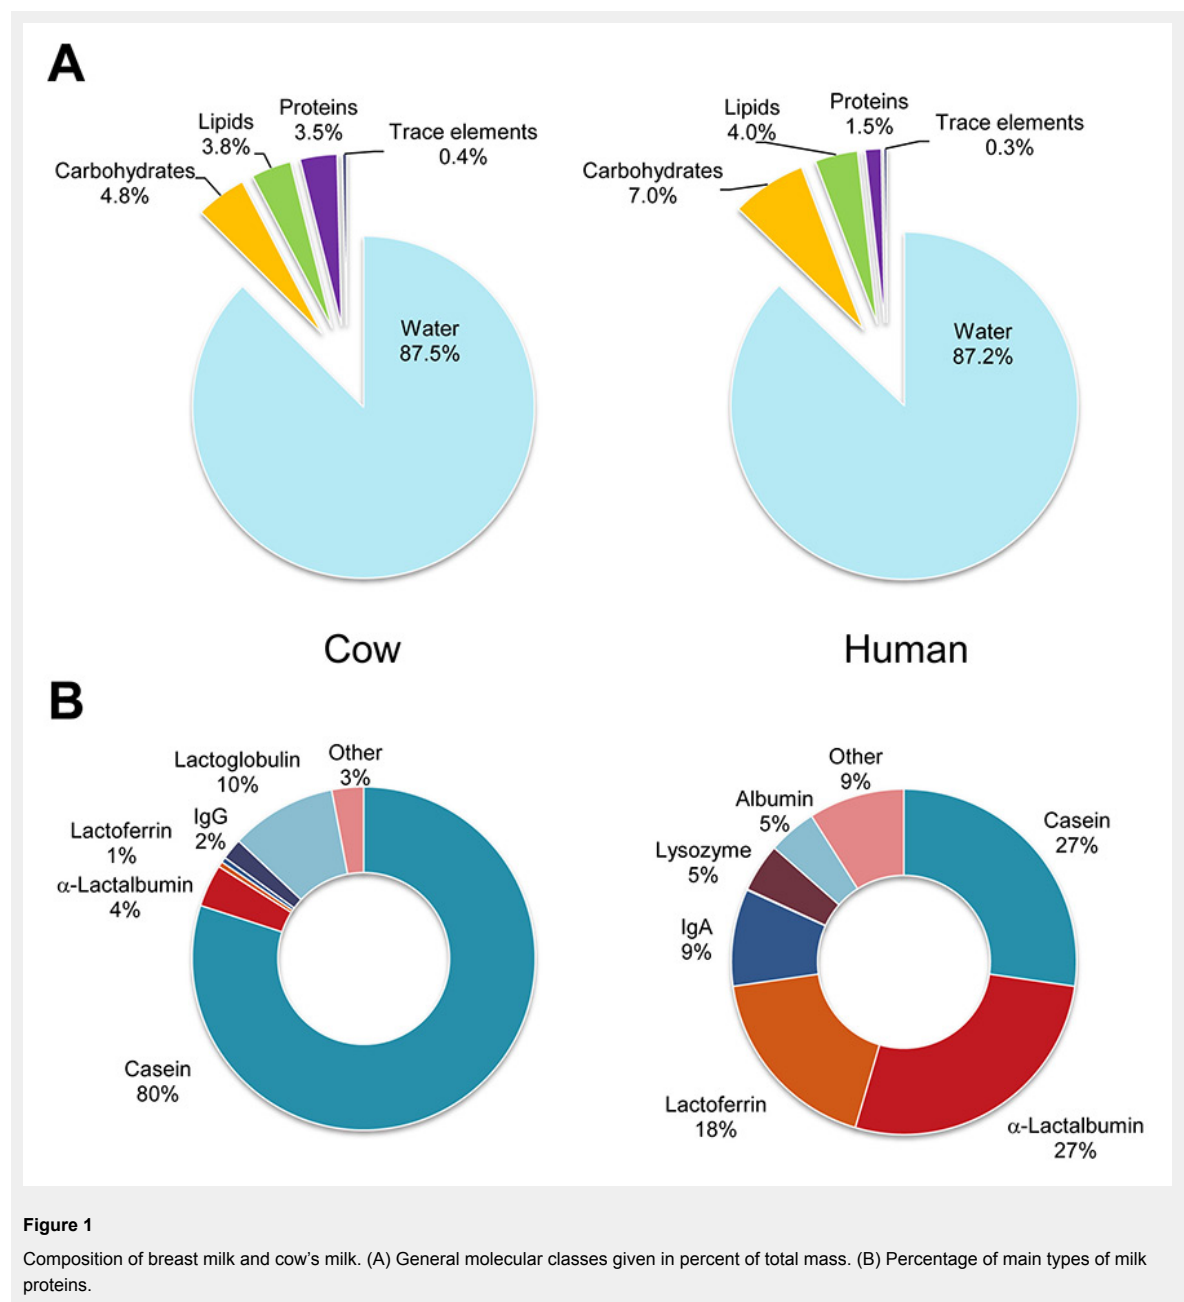 A
Carbohydrates
4.8%
Lipids
3.8%
Proteins
3.5%
Trace elements
0.4%
Water
87.5%
Carbohydrates
7.0%
Lipids
4.0%
Proteins
1.5%
Trace elements
0.3%
Water
87.2%
Cow
Human
B
Lactoglobulin
10%
Other
3%
IgG
2%
Lactoferrin
1%
α-Lactalbumin
4%
Casein
80%
Other
9%
Albumin
5%
Lysozyme
5%
IgA
9%
Lactoferrin
18%
Casein
27%
α-Lactalbumin
27%
Figure 1
Composition of breast milk and cow’s milk. (A) General molecular classes given in percent of total mass. (B) Percentage of main types of milk
proteins.